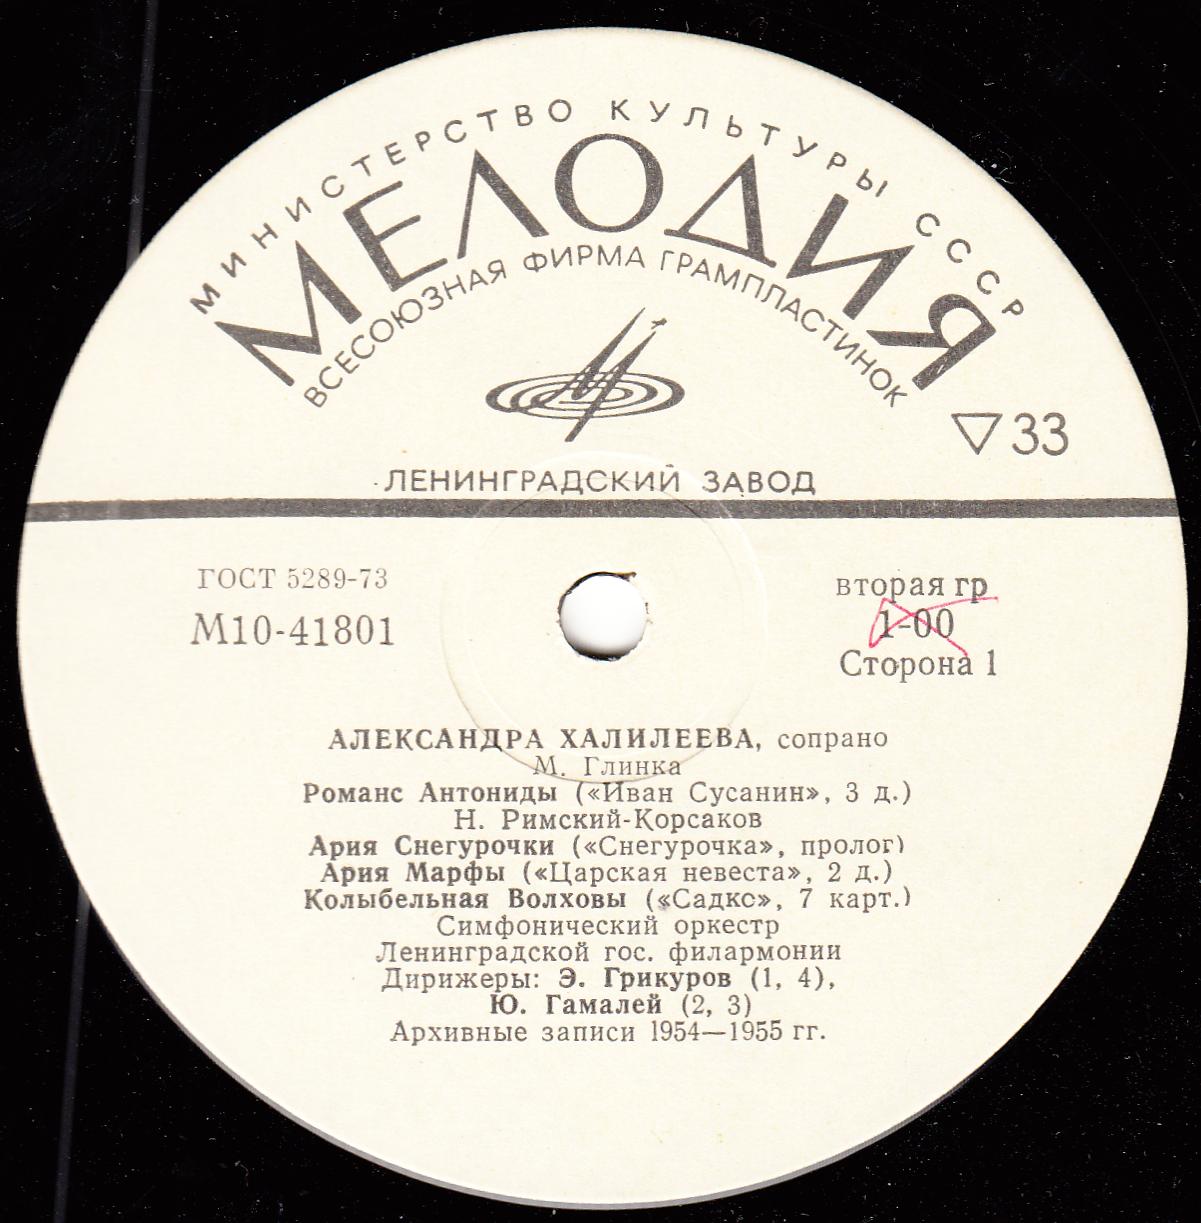 МИНИСТЕРСТВО КУЛЬТУРЫ СССР
МЕЛОДИЯ
ВСЕСОЮЗНАЯ ФИРМА ГРАМПЛАСТИНОК
33
ЛЕНИНГРАДСКИЙ ЗАВОД
ГОСТ 5289-73
М10-41801
вторая гр
1-00
Сторона 1
АЛЕКСАНДРА ХАЛИЛЕЕВА, сопрано
М. Глинка
Романс Антониды («Иван Сусанин», 3 д.)
Н. Римский-Корсаков
Ария Снегурочки («Снегурочка», пролог)
Ария Марфы («Царская невеста», 2 д.)
Колыбельная Волховы («Садко», 7 карт.)
Симфонический оркестр
Ленинградской гос. филармонии
Дирижеры: Э. Грикуров (1, 4),
Ю. Гамалей (2, 3)
Архивные записи 1954—1955 гг.